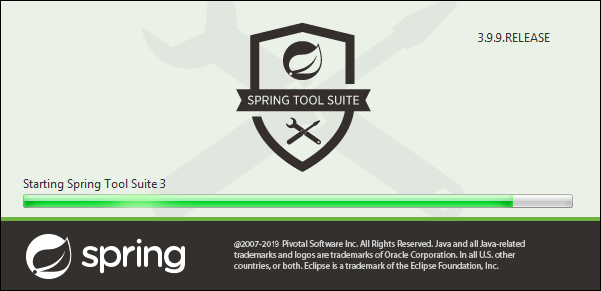 3.9.9.RELEASE
SPRING TOOL SUITE
Starting Spring Tool Suite 3
spring
@2007-2019 Pivotal Software Inc. All Rights Reserved. Java and all Java-related
trademarks and logos are trademarks of Oracle Corporation. In all U.S. other
countries, or both. Eclipse is a trademark of the Eclipse Foundation, Inc.